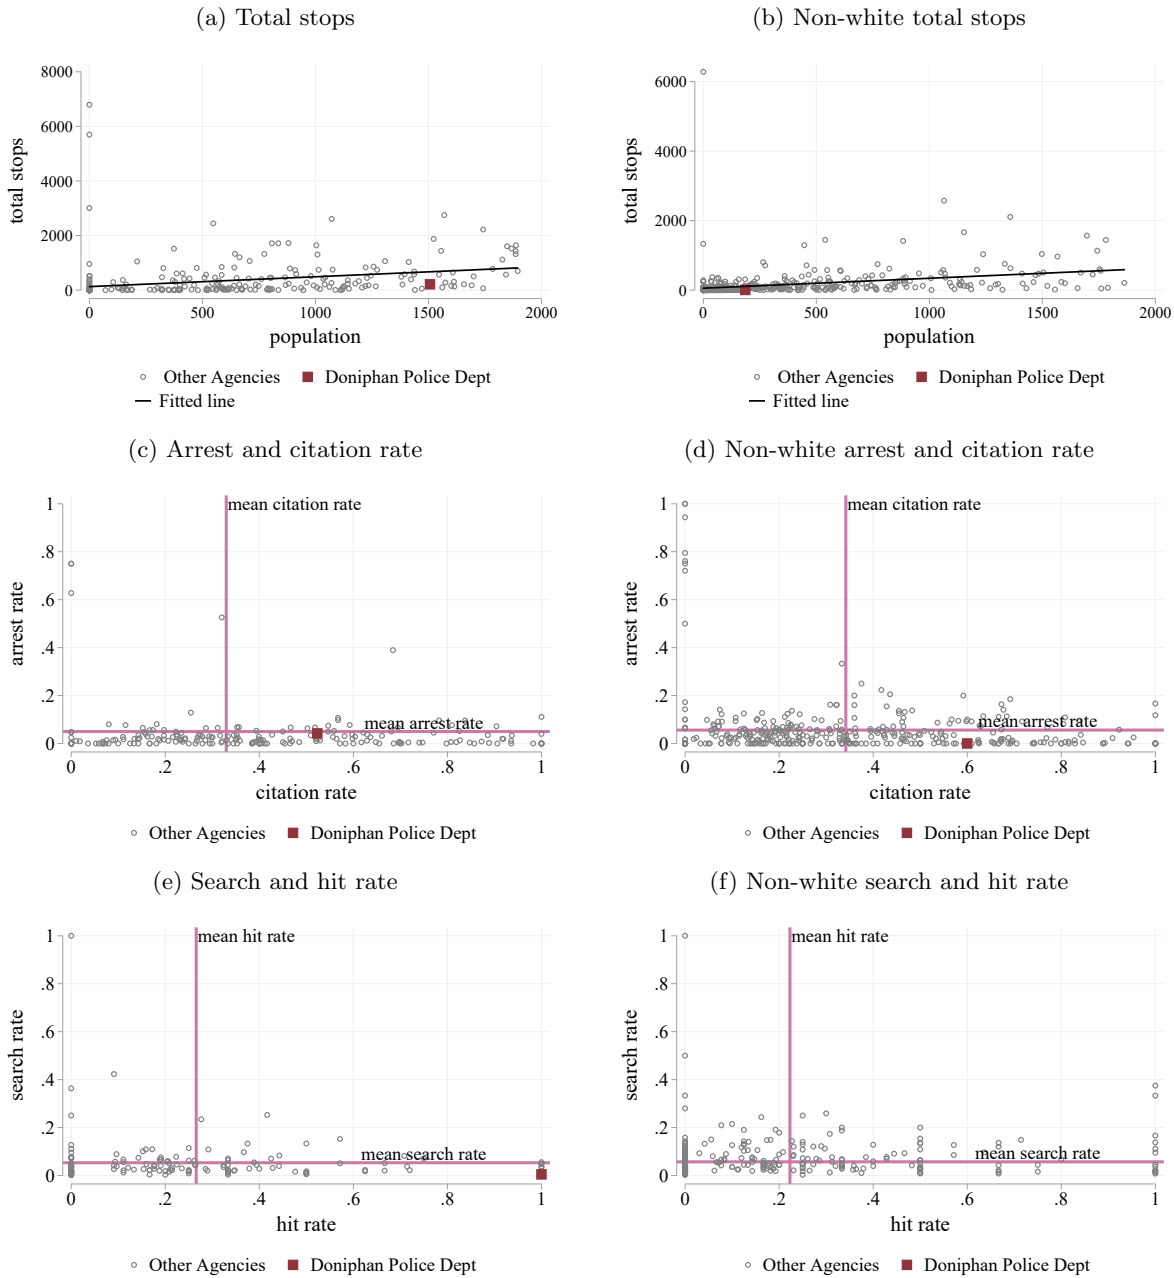 (a) Total stops
(b) Non-white total stops
8000
6000
4000
2000
0
total stops
0 500 1000 1500 2000
population
Other Agencies Doniphan Police Dept
Fitted line
6000
4000
2000
0
total stops
0 500 1000 1500 2000
population
Other Agencies Doniphan Police Dept
Fitted line
(c) Arrest and citation rate
(d) Non-white arrest and citation rate
1
.8
.6
.4
.2
0
arrest rate
mean citation rate
mean arrest rate
0 .2 .4 .6 .8 1
citation rate
Other Agencies Doniphan Police Dept
1
.8
.6
.4
.2
0
arrest rate
mean citation rate
mean arrest rate
0 .2 .4 .6 .8 1
citation rate
Other Agencies Doniphan Police Dept
(e) Search and hit rate
(f) Non-white search and hit rate
1
.8
.6
.4
.2
0
search rate
mean hit rate
mean search rate
0 .2 .4 .6 .8 1
hit rate
Other Agencies Doniphan Police Dept
1
.8
.6
.4
.2
0
search rate
mean hit rate
mean search rate
0 .2 .4 .6 .8 1
hit rate
Other Agencies Doniphan Police Dept